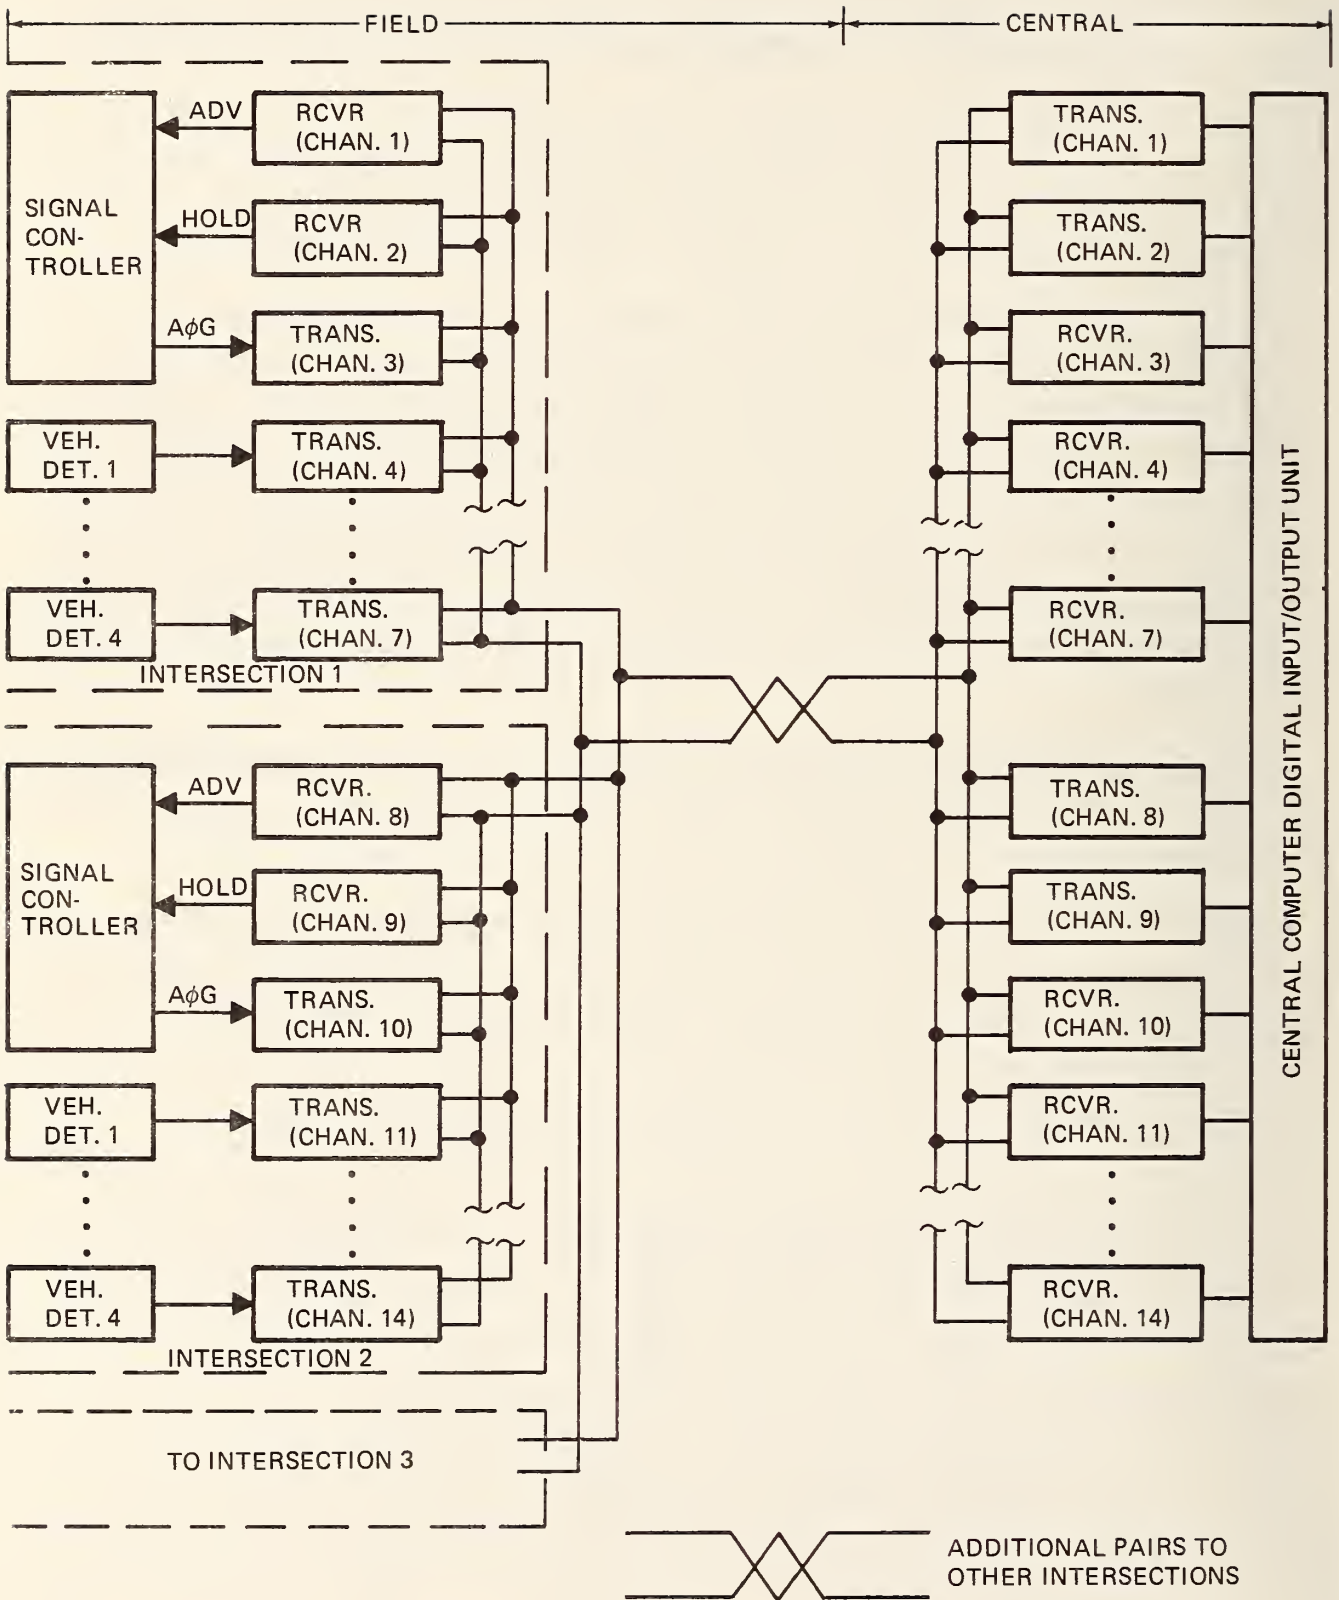 FIELD
CENTRAL
SIGNAL
CON-
TROLLER
ADV
RCVR
(CHAN. 1)
HOLD
RCVR
(CHAN. 2)
AϕG
TRANS.
(CHAN. 3)
VEH.
DET. 1
TRANS.
(CHAN. 4)
VEH.
DET. 4
TRANS.
(CHAN. 7)
INTERSECTION 1
SIGNAL
CON-
TROLLER
ADV
RCVR.
(CHAN. 8)
HOLD
RCVR.
(CHAN. 9)
AϕG
TRANS.
(CHAN. 10)
VEH.
DET. 1
TRANS.
(CHAN. 11)
VEH.
DET. 4
TRANS.
(CHAN. 14)
INTERSECTION 2
TO INTERSECTION 3
TRANS.
(CHAN. 1)
TRANS.
(CHAN. 2)
RCVR.
(CHAN. 3)
RCVR.
(CHAN. 4)
RCVR.
(CHAN. 7)
TRANS.
(CHAN. 8)
TRANS.
(CHAN. 9)
RCVR.
(CHAN. 10)
RCVR.
(CHAN. 11)
RCVR.
(CHAN. 14)
CENTRAL COMPUTER DIGITAL INPUT/OUTPUT UNIT
ADDITIONAL PAIRS TO
OTHER INTERSECTIONS